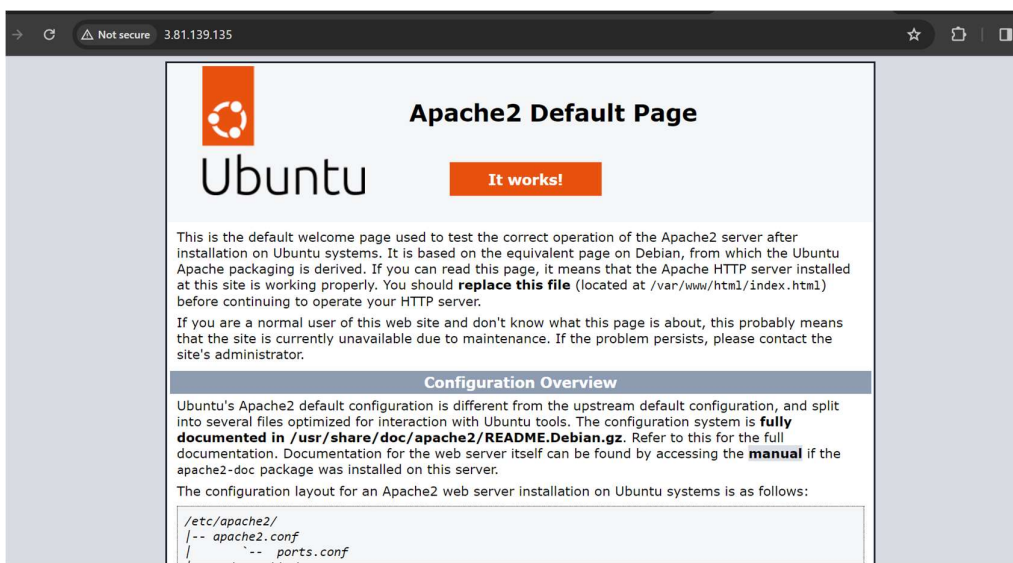 Not secure 3.81.139.135
Apache2 Default Page
Ubuntu
It works!
This is the default welcome page used to test the correct operation of the Apache2 server after
installation on Ubuntu systems. It is based on the equivalent page on Debian, from which the Ubuntu
Apache packaging is derived. If you can read this page, it means that the Apache HTTP server installed
at this site is working properly. You should replace this file (located at /var/www/html/index.html)
before continuing to operate your HTTP server.
If you are a normal user of this web site and don't know what this page is about, this probably means
that the site is currently unavailable due to maintenance. If the problem persists, please contact the
site's administrator.
Configuration Overview
Ubuntu's Apache2 default configuration is different from the upstream default configuration, and split
into several files optimized for interaction with Ubuntu tools. The configuration system is fully
documented in /usr/share/doc/apache2/README.Debian.gz. Refer to this for the full
documentation. Documentation for the web server itself can be found by accessing the manual if the
apache2-doc package was installed on this server.
The configuration layout for an Apache2 web server installation on Ubuntu systems is as follows:
/etc/apache2/
|-- apache2.conf
|       `--  ports.conf